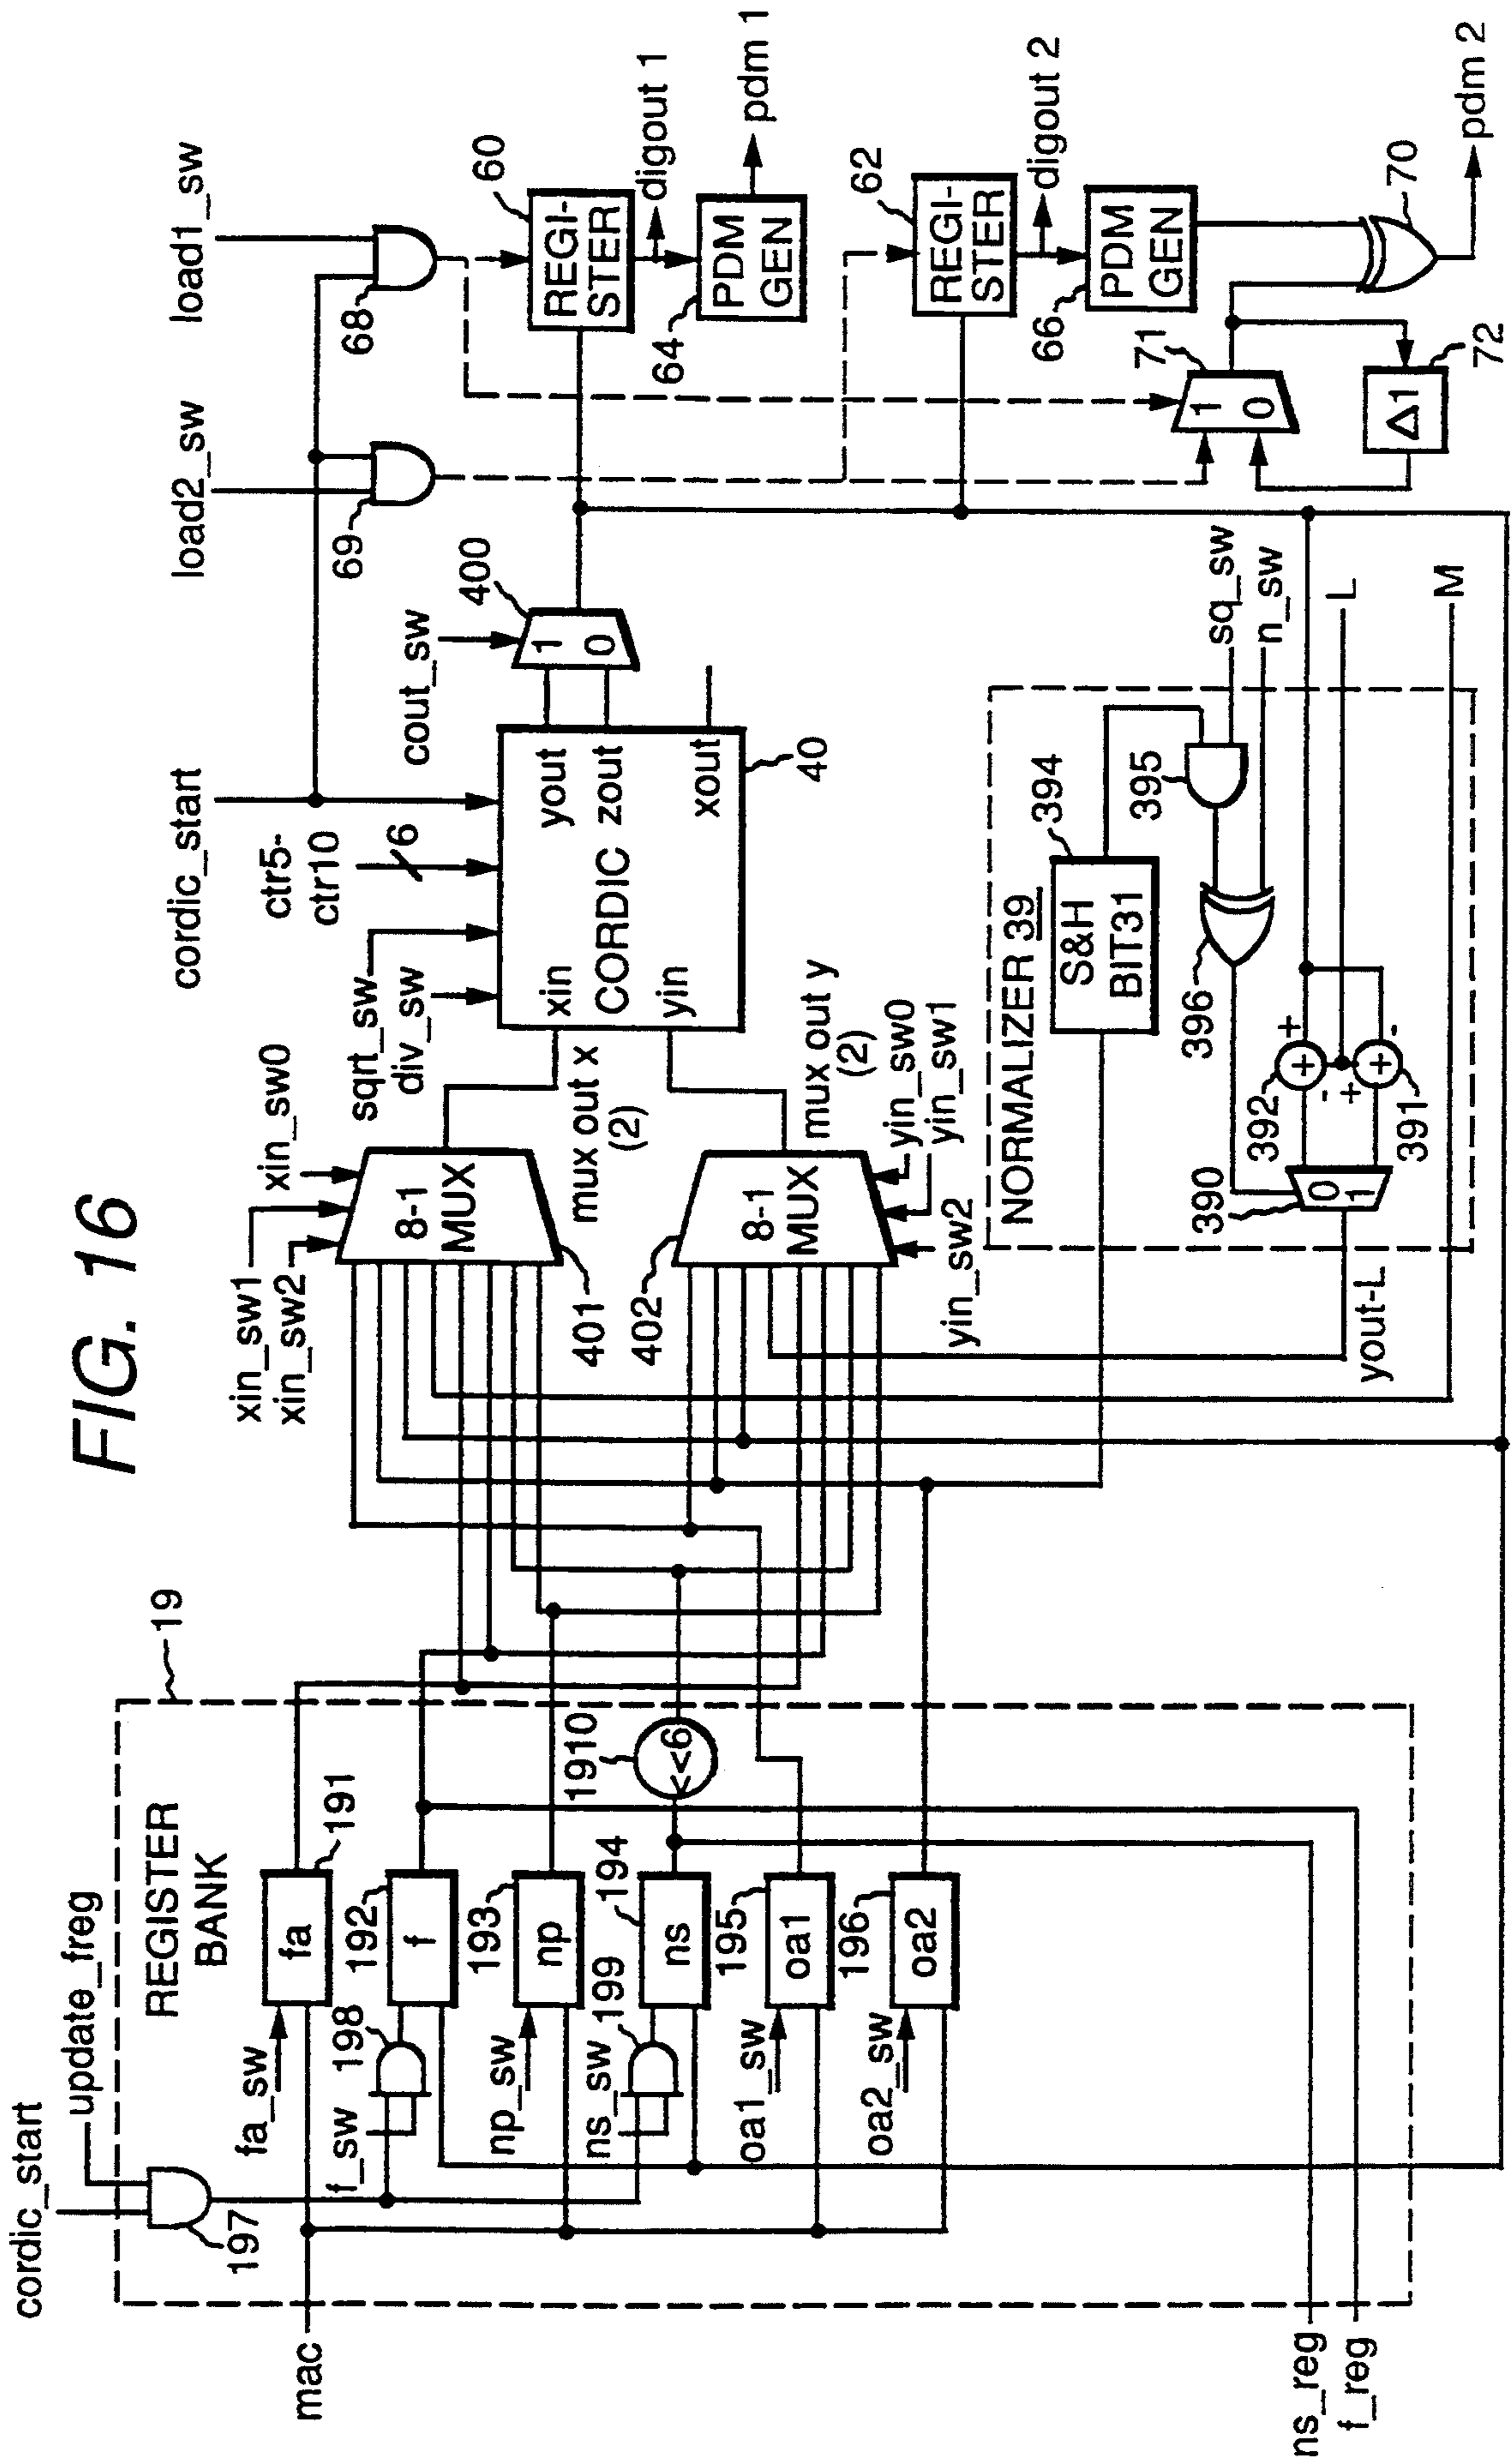 FIG. 16
cordic_start
update_freg
19
REGISTER
BANK
197
mac
fa_sw
fa
191
f_sw
198
192
f
np_sw
193
np
ns_sw
199
194
ns
1910
<<6
oa1_sw
195
oa1
oa2_sw
196
oa2
ns_reg
f_reg
xin_sw0
xin_sw1
xin_sw2
8-1
MUX
401
mux out x
(2)
402
8-1
MUX
mux out y
(2)
yin_sw0
yin_sw1
yin_sw2
cordic_start
ctr5-
ctr10
6
sqrt_sw
div_sw
xin
CORDIC
yin
yout
zout
xout
40
cout_sw
400
1
0
load2_sw
load1_sw
69
68
60
REGI-
STER
digout 1
64
PDM
GEN
pdm 1
62
REGI-
STER
digout 2
66
PDM
GEN
71
1
0
Δ1
72
70
pdm 2
NORMALIZER 39
394
S&H
BIT31
395
396
sq_sw
n_sw
L
M
390
0
1
392
+
+
-
+
+
-
391
yout-L